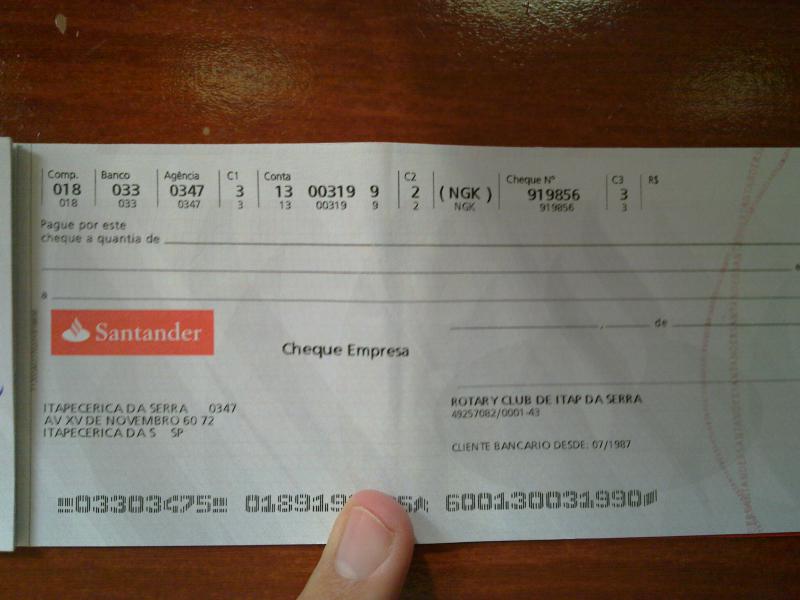 Comp. Banco Agência C1 Conta C2 Cheque Nº C3 R$
018 033 0347 3 13 00319 9 2 (NGK) 919856 3
018 033 0347 3 13 00319 9 2 NGK 919856 3
Pague por este
cheque a quantia de
e
a
de
Santander
Cheque Empresa
ITAPECERICA DA SERRA 0347
AV XV DE NOVEMBRO 60 72
ITAPECERICA DA S SP
ROTARY CLUB DE ITAP DA SERRA
49257082/0001-43
CLIENTE BANCARIO DESDE: 07/1987
03303475 018919 600130031990